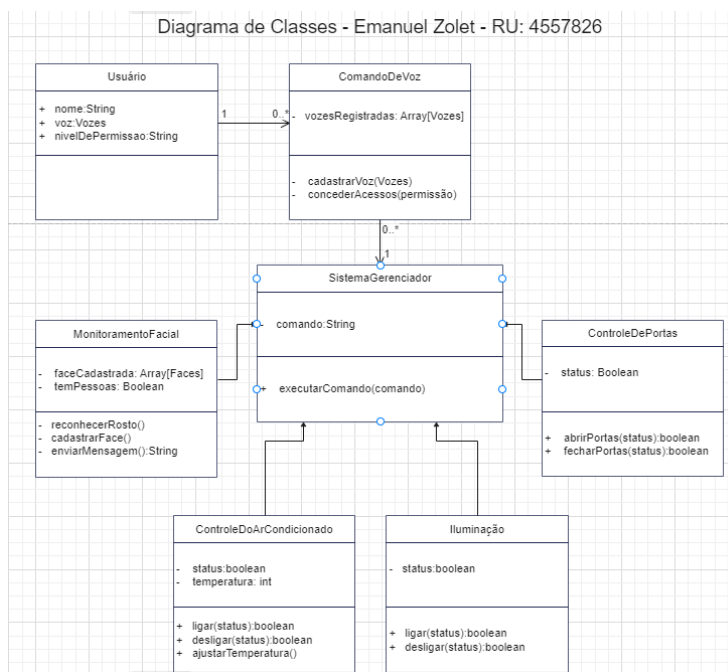 Diagrama de Classes - Emanuel Zolet - RU: 4557826
Usuário
+ nome:String
+ voz:Vozes
+ nivelDePermissao:String
1
0..*
ComandoDeVoz
- vozesRegistradas: Array[Vozes]
- cadastrarVoz(Vozes)
- concederAcessos(permissão)
0..*
1
SistemaGerenciador
- comando:String
+ executarComando(comando)
MonitoramentoFacial
- faceCadastrada: Array[Faces]
- temPessoas: Boolean
- reconhecerRosto()
- cadastrarFace()
- enviarMensagem():String
ControleDePortas
- status: Boolean
+ abrirPortas(status):boolean
+ fecharPortas(status):boolean
ControleDoArCondicionado
- status:boolean
- temperatura: int
+ ligar(status):boolean
+ desligar(status):boolean
+ ajustarTemperatura()
Iluminação
- status:boolean
+ ligar(status):boolean
+ desligar(status):boolean